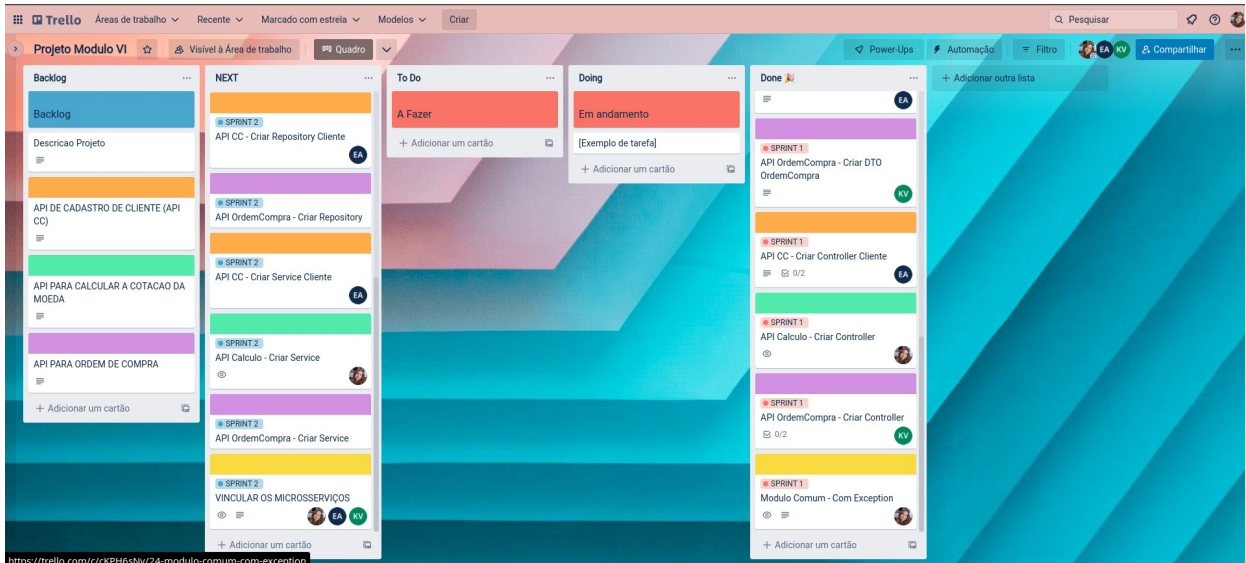 Trello
Áreas de trabalho
Recente
Marcado com estrela
Modelos
Criar
Pesquisar
Projeto Modulo VI
Visível à Área de trabalho
Quadro
Power-Ups
Automação
Filtro
EA
KV
Compartilhar
Backlog
Backlog
Descricao Projeto
API DE CADASTRO DE CLIENTE (API
CC)
API PARA CALCULAR A COTACAO DA
MOEDA
API PARA ORDEM DE COMPRA
+ Adicionar um cartão
NEXT
SPRINT 2
API CC - Criar Repository Cliente
EA
SPRINT 2
API OrdemCompra - Criar Repository
SPRINT 2
API CC - Criar Service Cliente
EA
SPRINT 2
API Calculo - Criar Service
SPRINT 2
API OrdemCompra - Criar Service
SPRINT 2
VINCULAR OS MICROSSERVIÇOS
EA
KV
+ Adicionar um cartão
To Do
A Fazer
+ Adicionar um cartão
Doing
Em andamento
[Exemplo de tarefa]
+ Adicionar um cartão
Done 🎉
EA
SPRINT 1
API OrdemCompra - Criar DTO
OrdemCompra
KV
SPRINT 1
API CC - Criar Controller Cliente
0/2
EA
SPRINT 1
API Calculo - Criar Controller
SPRINT 1
API OrdemCompra - Criar Controller
0/2
KV
SPRINT 1
Modulo Comum - Com Exception
+ Adicionar um cartão
+ Adicionar outra lista
https://trello.com/c/cKPH6sNv/24-modulo-comum-com-exception